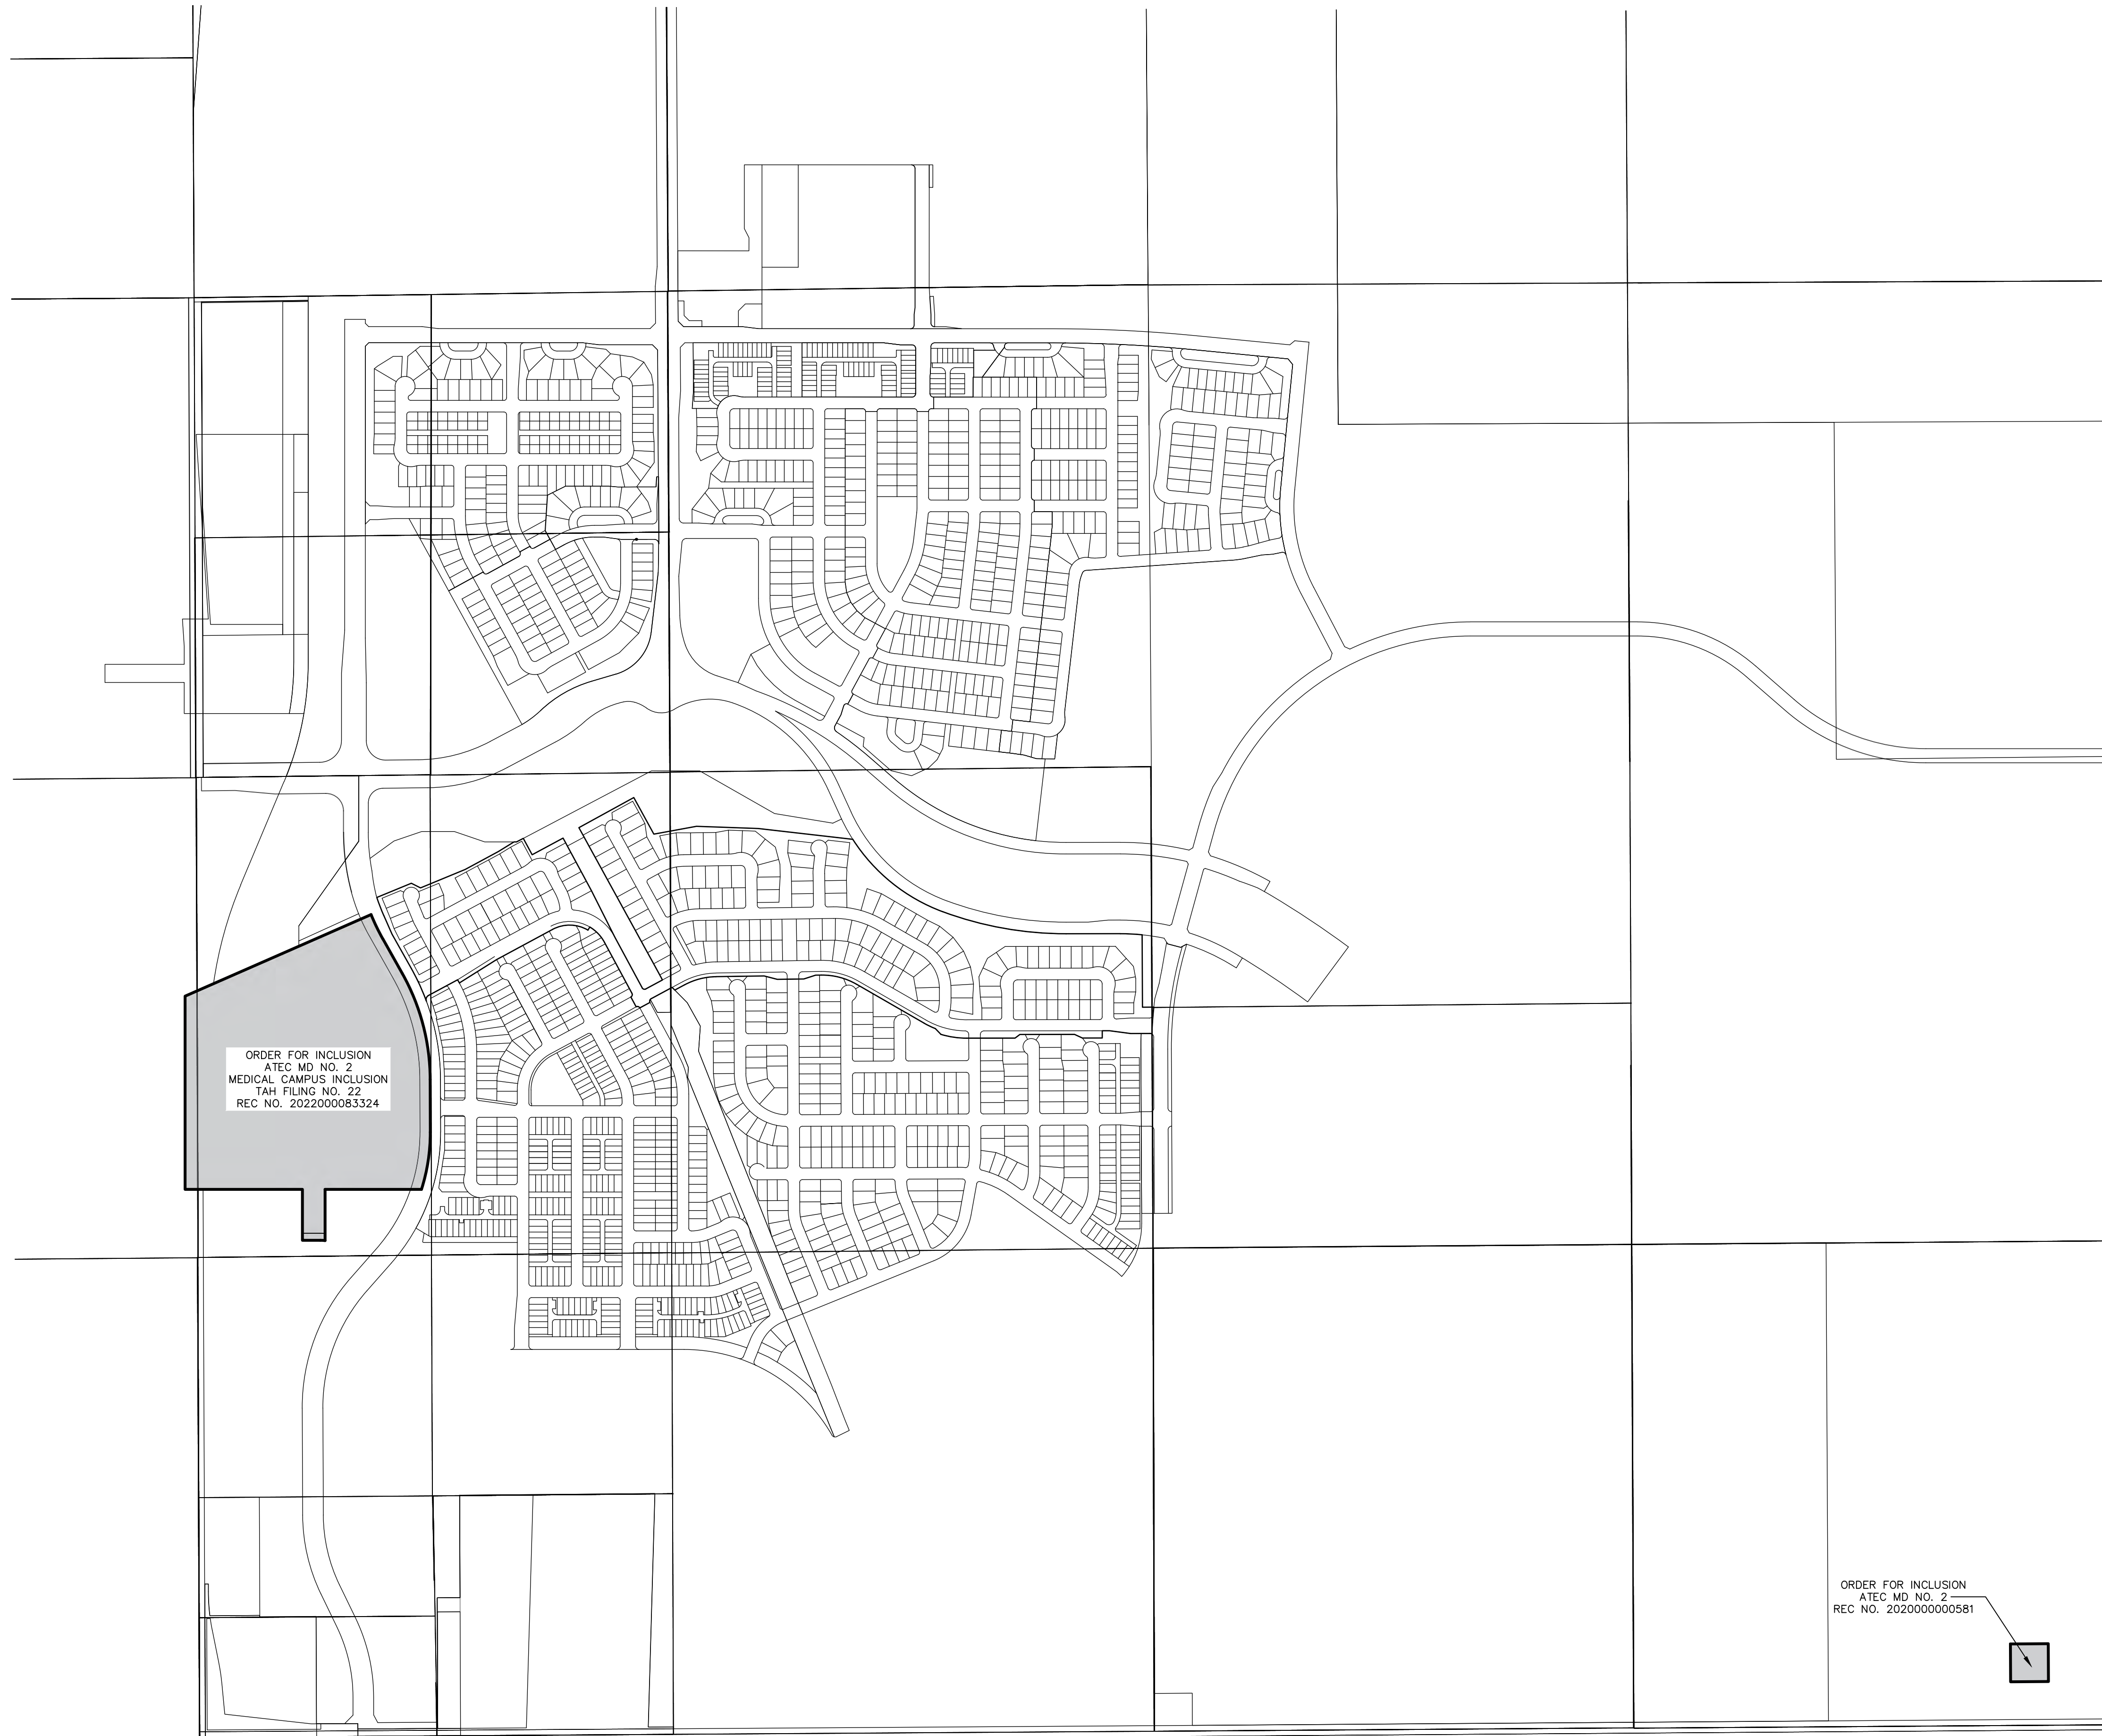 ORDER FOR INCLUSION
ATEC MD NO. 2
MEDICAL CAMPUS INCLUSION
TAH FILING NO. 22
REC NO. 2022000083324
ORDER FOR INCLUSION
ATEC MD NO. 2
REC NO. 2020000000581